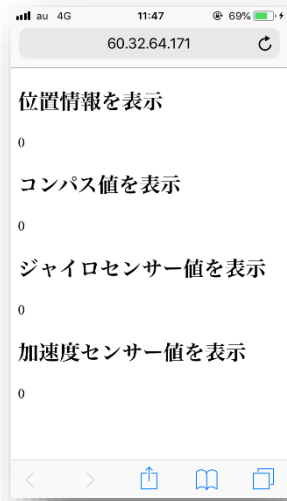 au 4G 11:47 69%
60.32.64.171
位置情報を表示
0
コンパス値を表示
0
ジャイロセンサー値を表示
0
加速度センサー値を表示
0